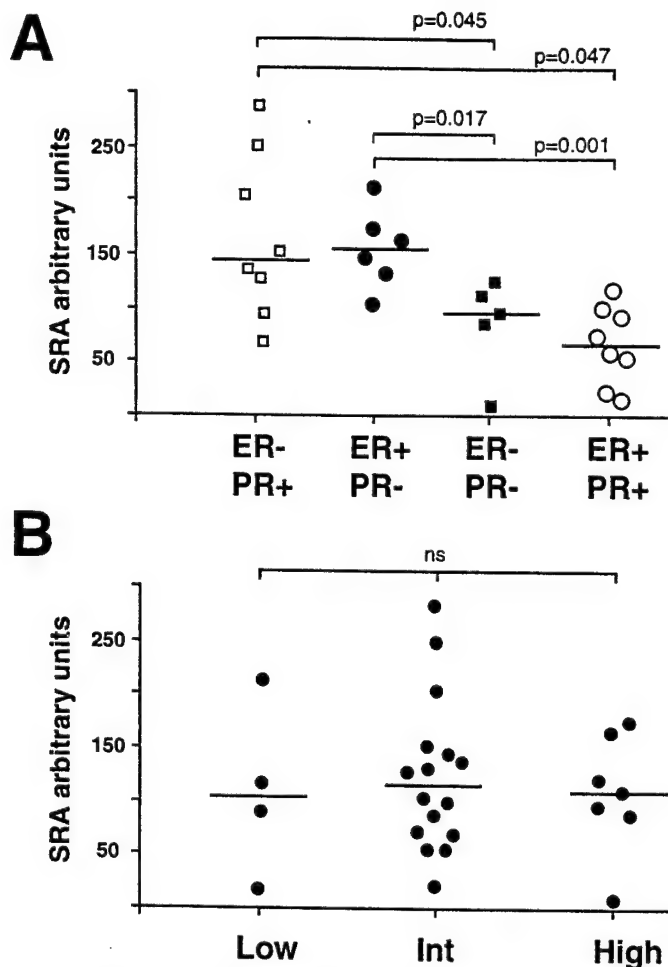 A
p=0.045
p=0.047
p=0.017
p=0.001
SRA arbitrary units
250
150
50
ER- ER+ ER- ER+
PR+ PR- PR- PR+
B
ns
SRA arbitrary units
250
150
50
Low Int High